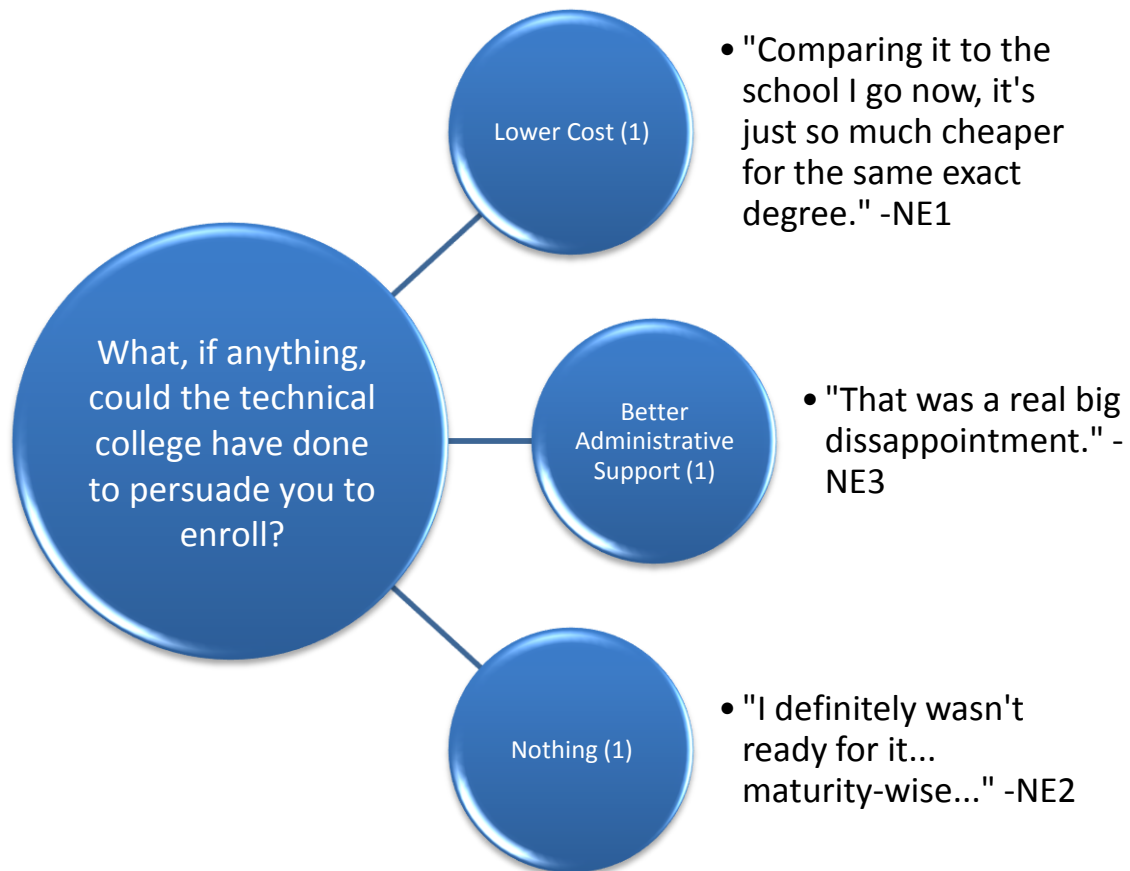 What, if anything,
could the technical
college have done
to persuade you to
enroll?
Lower Cost (1)
• "Comparing it to the
school I go now, it's
just so much cheaper
for the same exact
degree." -NE1
Better
Administrative
Support (1)
• "That was a real big
dissappointment." -
NE3
Nothing (1)
• "I definitely wasn't
ready for it...
maturity-wise..." -NE2